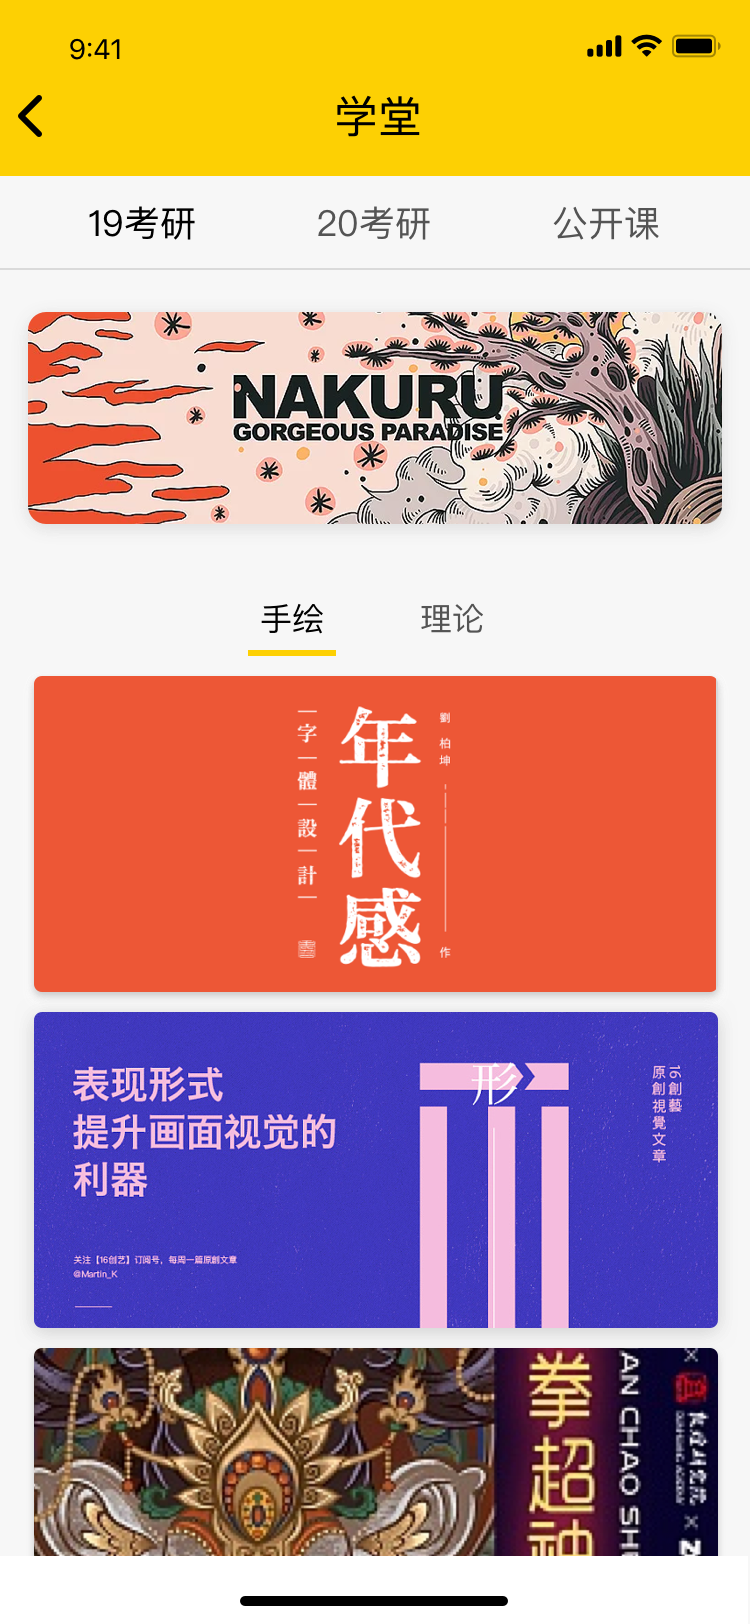 9:41
学堂
19考研
20考研
公开课
NAKURU
GORGEOUS PARADISE
手绘
理论
年代感
字體設計
劉柏坤
作
表现形式
提升画面视觉的
利器
关注【16创艺】订阅号，每周一篇原創文章
@Martin_K
形
16創藝
原創視覺文章
拳超神
AN CHAO SH